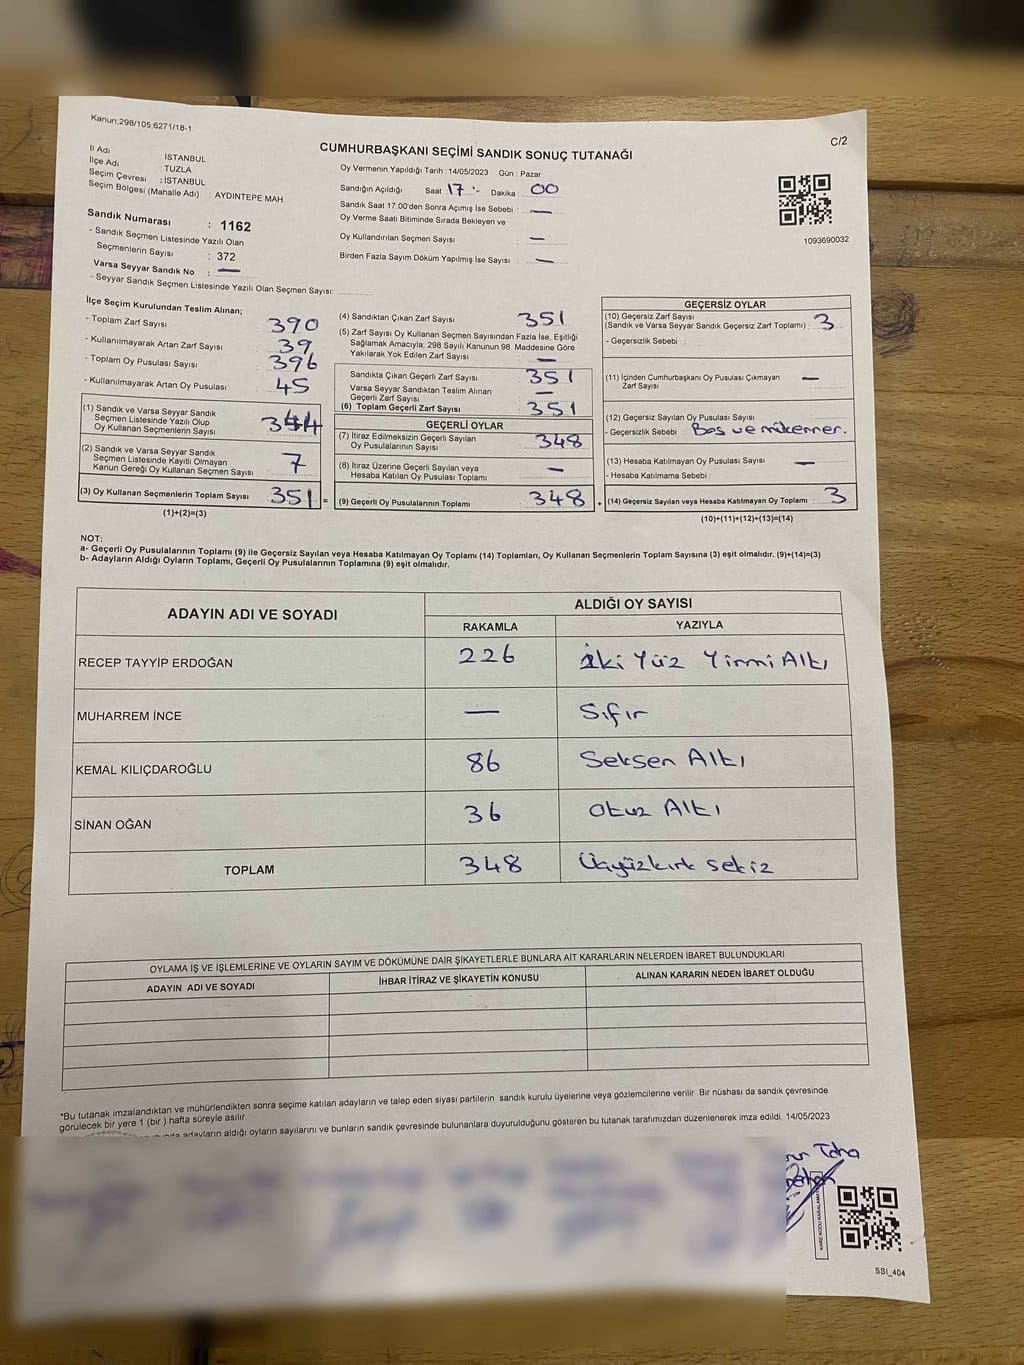 Kanun;298/105,6271/18-1
C/2
CUMHURBAŞKANI SEÇİMİ SANDIK SONUÇ TUTANAĞI
İl Adı İSTANBUL
İlçe Adı TUZLA
Seçim Çevresi : İSTANBUL
Seçim Bölgesi (Mahalle Adı) : AYDINTEPE MAH.
Sandık Numarası : 1162
- Sandık Seçmen Listesinde Yazılı Olan
Seçmenlerin Sayısı : 372
Varsa Seyyar Sandık No : —
- Seyyar Sandık Seçmen Listesinde Yazılı Olan Seçmen Sayısı:
Oy Vermenin Yapıldığı Tarih :14/05/2023 Gün : Pazar
Sandığın Açıldığı Saat 17 :- Dakika : 00
Sandık Saat 17:00'den Sonra Açımış İse Sebebi : —
Oy Verme Saati Bitiminde Sırada Bekleyen ve
Oy Kullandırılan Seçmen Sayısı : —
Birden Fazla Sayım Döküm Yapılmış İse Sayısı : —
1093690032
İlçe Seçim Kurulundan Teslim Alınan;
- Toplam Zarf Sayısı 390
- Kullanılmayarak Artan Zarf Sayısı 39
- Toplam Oy Pusulası Sayısı 396
- Kullanılmayarak Artan Oy Pusulası 45
(1) Sandık ve Varsa Seyyar Sandık
Seçmen Listesinde Yazılı Olup
Oy Kullanan Seçmenlerin Sayısı 344
(2) Sandık ve Varsa Seyyar Sandık
Seçmen Listesinde Kayıtlı Olmayan
Kanun Gereği Oy Kullanan Seçmen Sayısı 7
(3) Oy Kullanan Seçmenlerin Toplam Sayısı 351 =
(1)+(2)=(3)
(4) Sandıktan Çıkan Zarf Sayısı 351
(5) Zarf Sayısı Oy Kullanan Seçmen Sayısından Fazla İse, Eşitliği
Sağlamak Amacıyla; 298 Sayılı Kanunun 98. Maddesine Göre
Yakılarak Yok Edilen Zarf Sayısı —
Sandıkta Çıkan Geçerli Zarf Sayısı 351
Varsa Seyyar Sandıktan Teslim Alınan
Geçerli Zarf Sayısı —
(6) Toplam Geçerli Zarf Sayısı 351
GEÇERLİ OYLAR
(7) İtiraz Edilmeksizin Geçerli Sayılan
Oy Pusulalarının Sayısı 348
(8) İtiraz Üzerine Geçerli Sayılan veya
Hesaba Katılan Oy Pusulası Toplamı —
(9) Geçerli Oy Pusulalarının Toplamı 348 +
GEÇERSİZ OYLAR
(10) Geçersiz Zarf Sayısı
(Sandık ve Varsa Seyyar Sandık Geçersiz Zarf Toplamı) : 3
- Geçersizlik Sebebi :
(11) İçinden Cumhurbaşkanı Oy Pusulası Çıkmayan
Zarf Sayısı —
(12) Geçersiz Sayılan Oy Pusulası Sayısı :
- Geçersizlik Sebebi : Boş ve mükerrer.
(13) Hesaba Katılmayan Oy Pusulası Sayısı —
- Hesaba Katılmama Sebebi :
(14) Geçersiz Sayılan veya Hesaba Katılmayan Oy Toplamı 3
(10)+(11)+(12)+(13)=(14)
NOT:
a- Geçerli Oy Pusulalarının Toplamı (9) ile Geçersiz Sayılan veya Hesaba Katılmayan Oy Toplamı (14) Toplamları, Oy Kullanan Seçmenlerin Toplam Sayısına (3) eşit olmalıdır. (9)+(14)=(3)
b- Adayların Aldığı Oyların Toplamı, Geçerli Oy Pusulalarının Toplamına (9) eşit olmalıdır.
ADAYIN ADI VE SOYADI
ALDIĞI OY SAYISI
RAKAMLA YAZIYLA
RECEP TAYYİP ERDOĞAN 226 İki Yüz Yirmi Altı
MUHARREM İNCE — Sıfır
KEMAL KILIÇDAROĞLU 86 Seksen Altı
SİNAN OĞAN 36 Otuz Altı
TOPLAM 348 Üçyüzkırk sekiz
OYLAMA İŞ VE İŞLEMLERİNE VE OYLARIN SAYIM VE DÖKÜMÜNE DAİR ŞİKAYETLERLE BUNLARA AİT KARARLARIN NELERDEN İBARET BULUNDUKLARI
ADAYIN ADI VE SOYADI İHBAR İTİRAZ VE ŞİKAYETİN KONUSU ALINAN KARARIN NEDEN İBARET OLDUĞU
*Bu tutanak imzalandıktan ve mühürlendikten sonra seçime katılan adayların ve talep eden siyasi partilerin sandık kurulu üyelerine veya gözlemcilerine verilir. Bir nüshası da sandık çevresinde
görülecek bir yere 1 (bir ) hafta süreyle asılır.
adayların aldığı oyların sayılarını ve bunların sandık çevresinde bulunanlara duyurulduğunu gösteren bu tutanak tarafımızdan düzenlenerek imza edildi. 14/05/2023
Taha
SSI_404